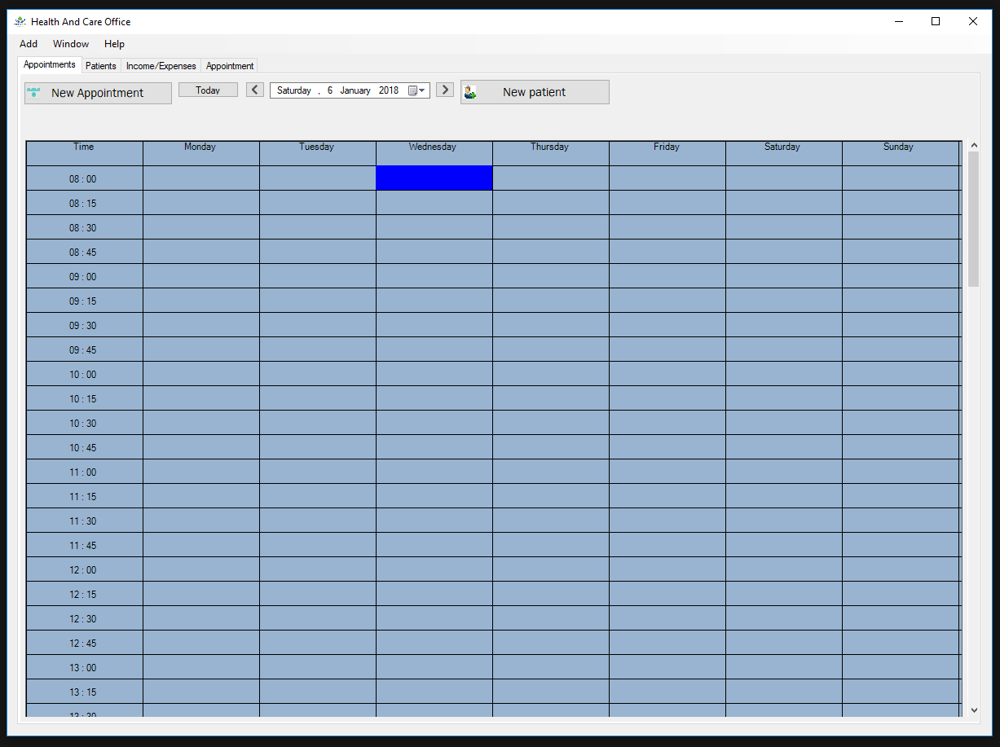 Health And Care Office
Add Window Help
Appointments Patients Income/Expenses Appointment
New Appointment Today Saturday , 6 January 2018 New patient
Time Monday Tuesday Wednesday Thursday Friday Saturday Sunday
08 : 00
08 : 15
08 : 30
08 : 45
09 : 00
09 : 15
09 : 30
09 : 45
10 : 00
10 : 15
10 : 30
10 : 45
11 : 00
11 : 15
11 : 30
11 : 45
12 : 00
12 : 15
12 : 30
12 : 45
13 : 00
13 : 15
13 : 30